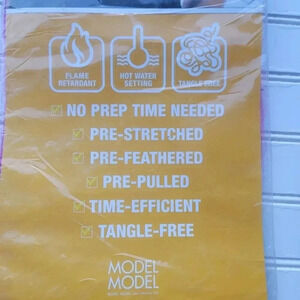 FLAME
RETARDANT
HOT WATER
SETTING
TANGLE FREE
NO PREP TIME NEEDED
PRE-STRETCHED
PRE-FEATHERED
PRE-PULLED
TIME-EFFICIENT
TANGLE-FREE
MODEL
MODEL